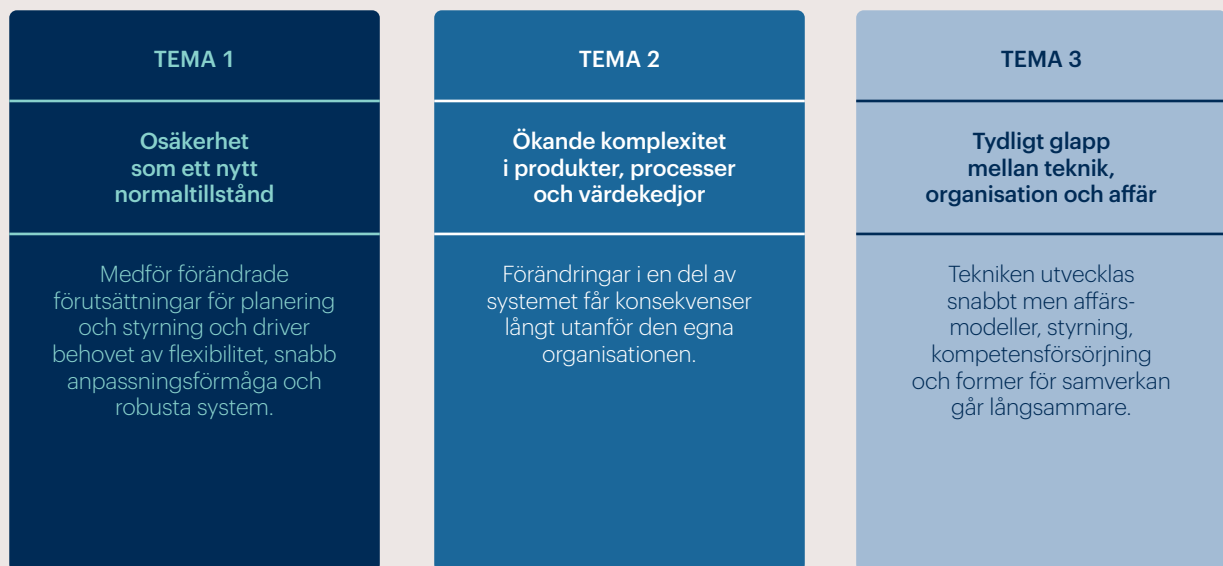 TEMA 1
Osäkerhet
som ett nytt
normaltillstånd
Medför förändrade
förutsättningar för planering
och styrning och driver
behovet av flexibilitet, snabb
anpassningsförmåga och
robusta system.
TEMA 2
Ökande komplexitet
i produkter, processer
och värdekedjor
Förändringar i en del av
systemet får konsekvenser
långt utanför den egna
organisationen.
TEMA 3
Tydligt glapp
mellan teknik,
organisation och affär
Tekniken utvecklas
snabbt men affärs-
modeller, styrning,
kompetensförsörjning
och former för samverkan
går långsammare.